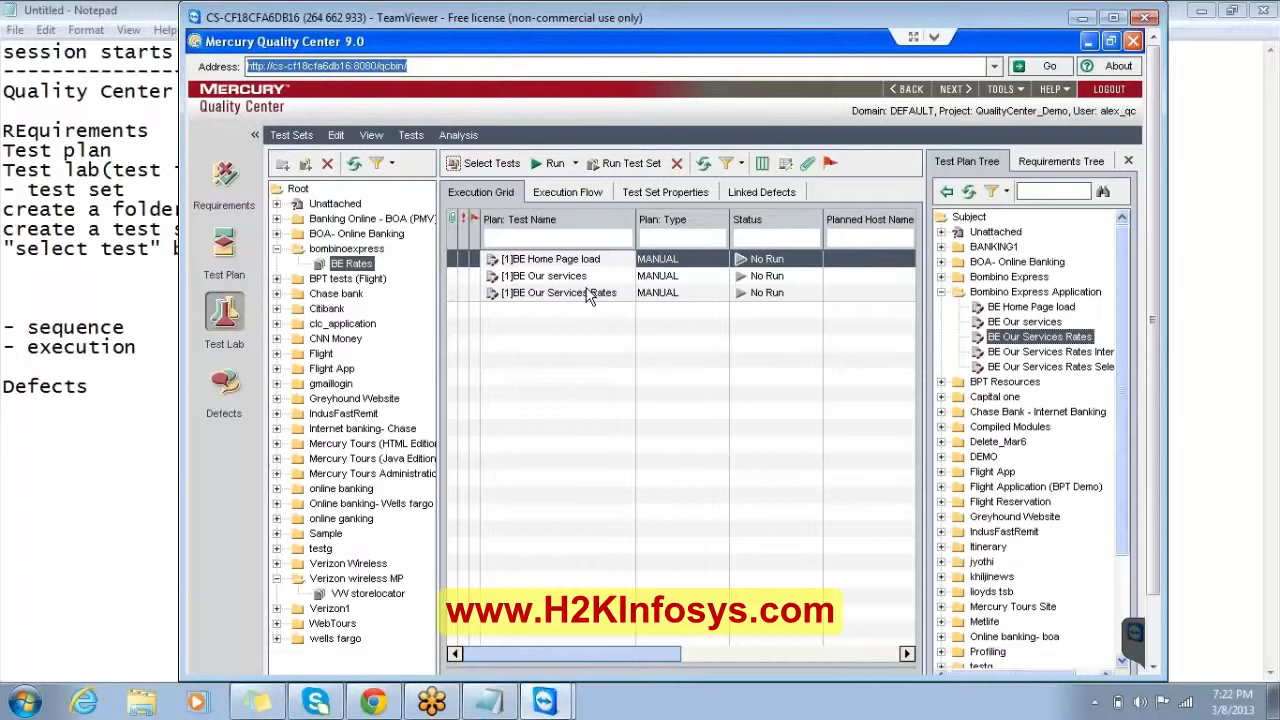 Untitled - Notepad
File Edit Format View
session starts
Quality Center
REquirements
Test plan
Test lab(test
- test set
create a folder
create a test s
"select test" b
- sequence
- execution
Defects
CS-CF18CFA6DB16 (264 662 933) - TeamViewer - Free license (non-commercial use only)
Mercury Quality Center 9.0
Address: http://cs-cf18cfa6db16:8080/qcbin/ Go About
MERCURY
Quality Center
BACK NEXT TOOLS HELP LOGOUT
Domain: DEFAULT, Project: QualityCenter_Demo, User: alex_qc
Test Sets Edit View Tests Analysis
Requirements
Test Plan
Test Lab
Defects
Root
Unattached
Banking Online - BOA (PMV)
BOA- Online Banking
bombinoexpress
BE Rates
BPT tests (Flight)
Chase bank
Citibank
clc_application
CNN Money
Flight
Flight App
gmaillogin
Greyhound Website
IndusFastRemit
Internet banking- Chase
Mercury Tours (HTML Edition
Mercury Tours (Java Edition
Mercury Tours Administratio
online banking
Online banking- Wells fargo
online ganking
Sample
testg
Verizon Wireless
Verizon wireless MP
VW storelocator
Verizon1
WebTours
wells fargo
Select Tests Run Run Test Set
Execution Grid Execution Flow Test Set Properties Linked Defects
Plan: Test Name Plan: Type Status Planned Host Name
[1]BE Home Page load MANUAL No Run
[1]BE Our services MANUAL No Run
[1]BE Our Services Rates MANUAL No Run
Test Plan Tree Requirements Tree
Subject
Unattached
BANKING1
BOA- Online Banking
Bombino Express
Bombino Express Application
BE Home Page load
BE Our services
BE Our Services Rates
BE Our Services Rates Inter
BE Our Services Rates Sele
BPT Resources
Capital one
Chase Bank - Internet Banking
Compiled Modules
Delete_Mar6
DEMO
Flight App
Flight Application (BPT Demo)
Flight Reservation
Greyhound Website
IndusFastRemit
Itinerary
jyothi
khiljinews
lloyds tsb
Mercury Tours Site
Metlife
Online banking- boa
Profiling
testg
www.H2KInfosys.com
7:22 PM
3/8/2013